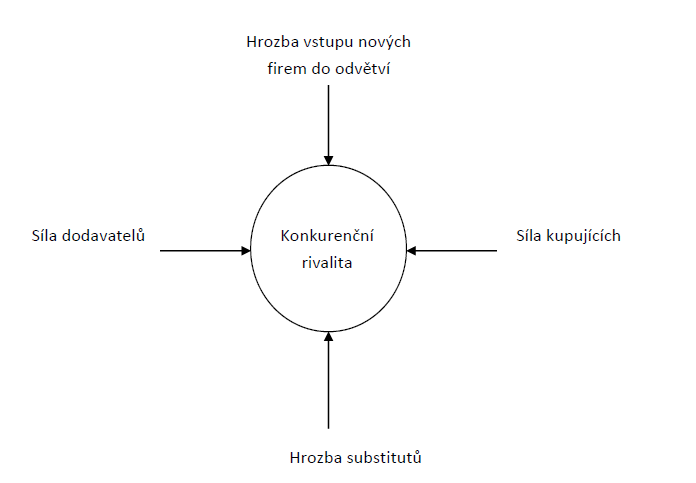 Hrozba vstupu nových
firem do odvětví
Síla dodavatelů
Konkurenční
rivalita
Síla kupujících
Hrozba substitutů